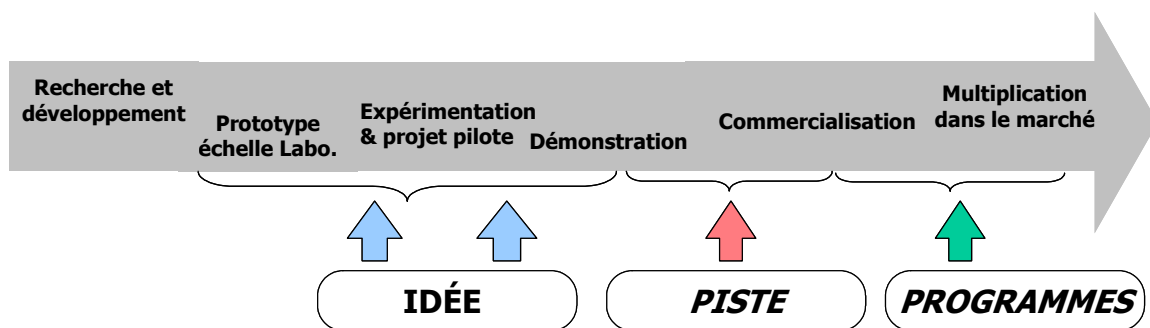 Recherche et
développement
Prototype
échelle Labo.
Expérimentation
& projet pilote
Démonstration
Commercialisation
Multiplication
dans le marché
IDÉE
PISTE
PROGRAMMES